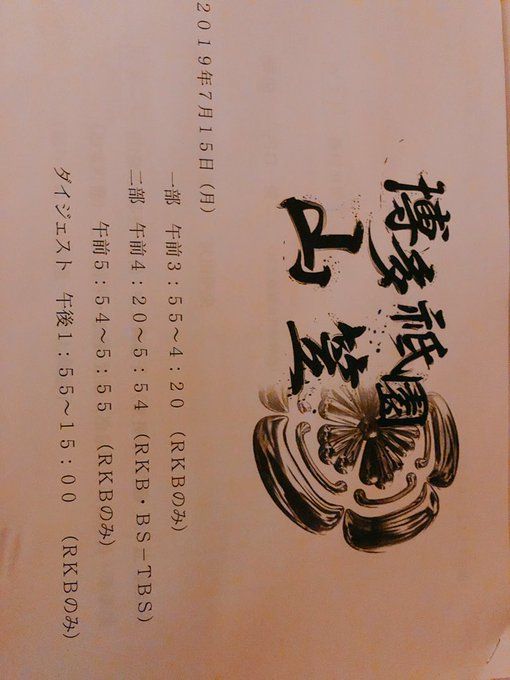 博多祇園
山笠
2019年7月15日（月）
一部　午前3：55～4：20　（RKBのみ）
二部　午前4：20～5：54　（RKB・BS－TBS）
午前5：54～5：55　（RKBのみ）
ダイジェスト　午後1：55～15：00　（RKBのみ）